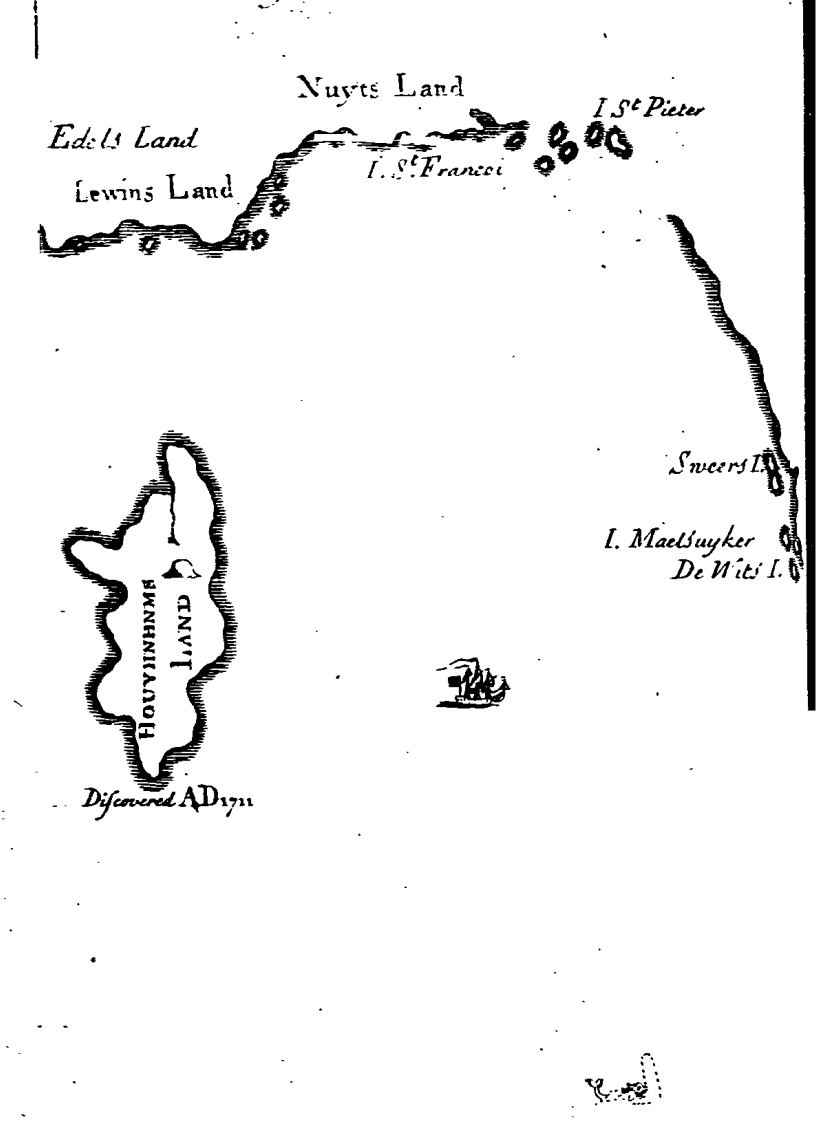 Nuyts Land
I St Pieter
Edels Land
I. St. Francoi
Lewins Land
Sweers I.
I. Maetsuyker
De Wits I.
HOUYHNHNMS
LAND
Discovered AD 1711